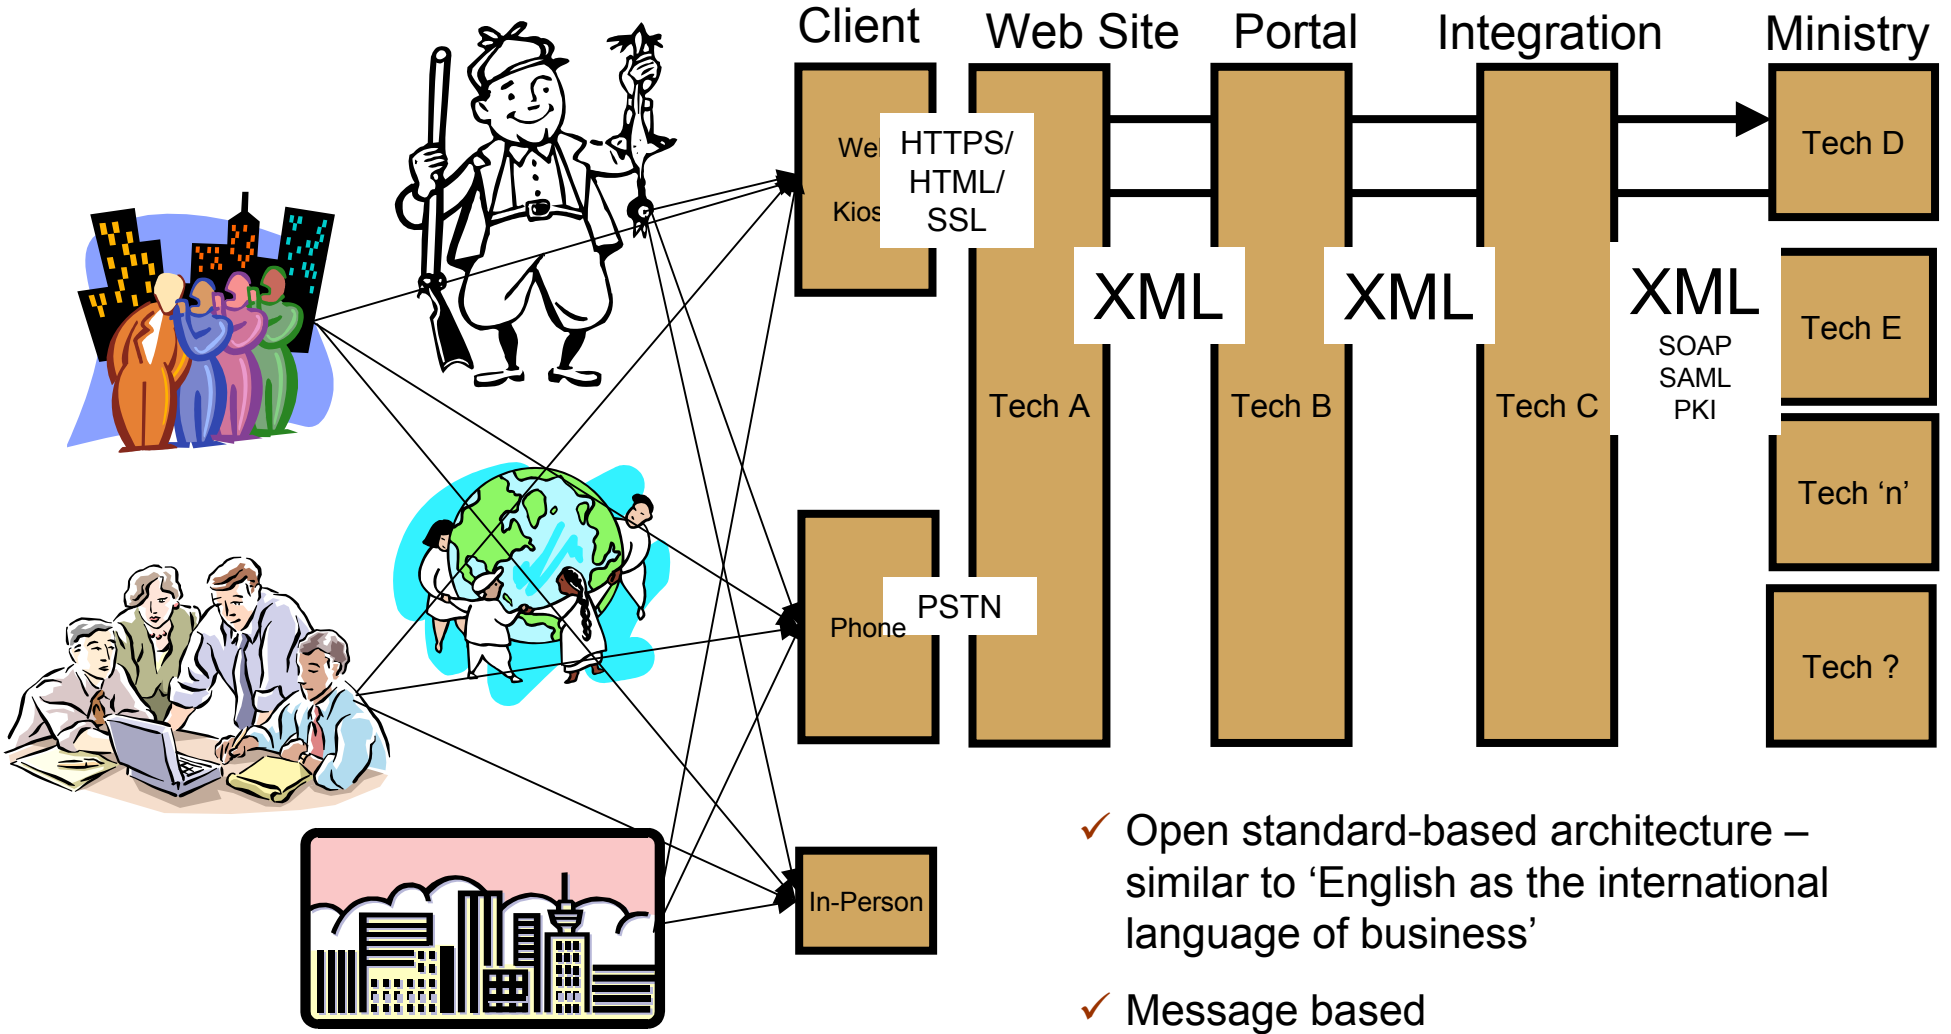 Client
Web Site
Portal
Integration
Ministry
We
Kios
HTTPS/
HTML/
SSL
Tech D
XML
XML
XML
SOAP
SAML
PKI
Tech E
Tech A
Tech B
Tech C
Tech ‘n’
Phone
PSTN
Tech ?
In-Person
✓ Open standard-based architecture –
similar to ‘English as the international
language of business’
✓ Message based